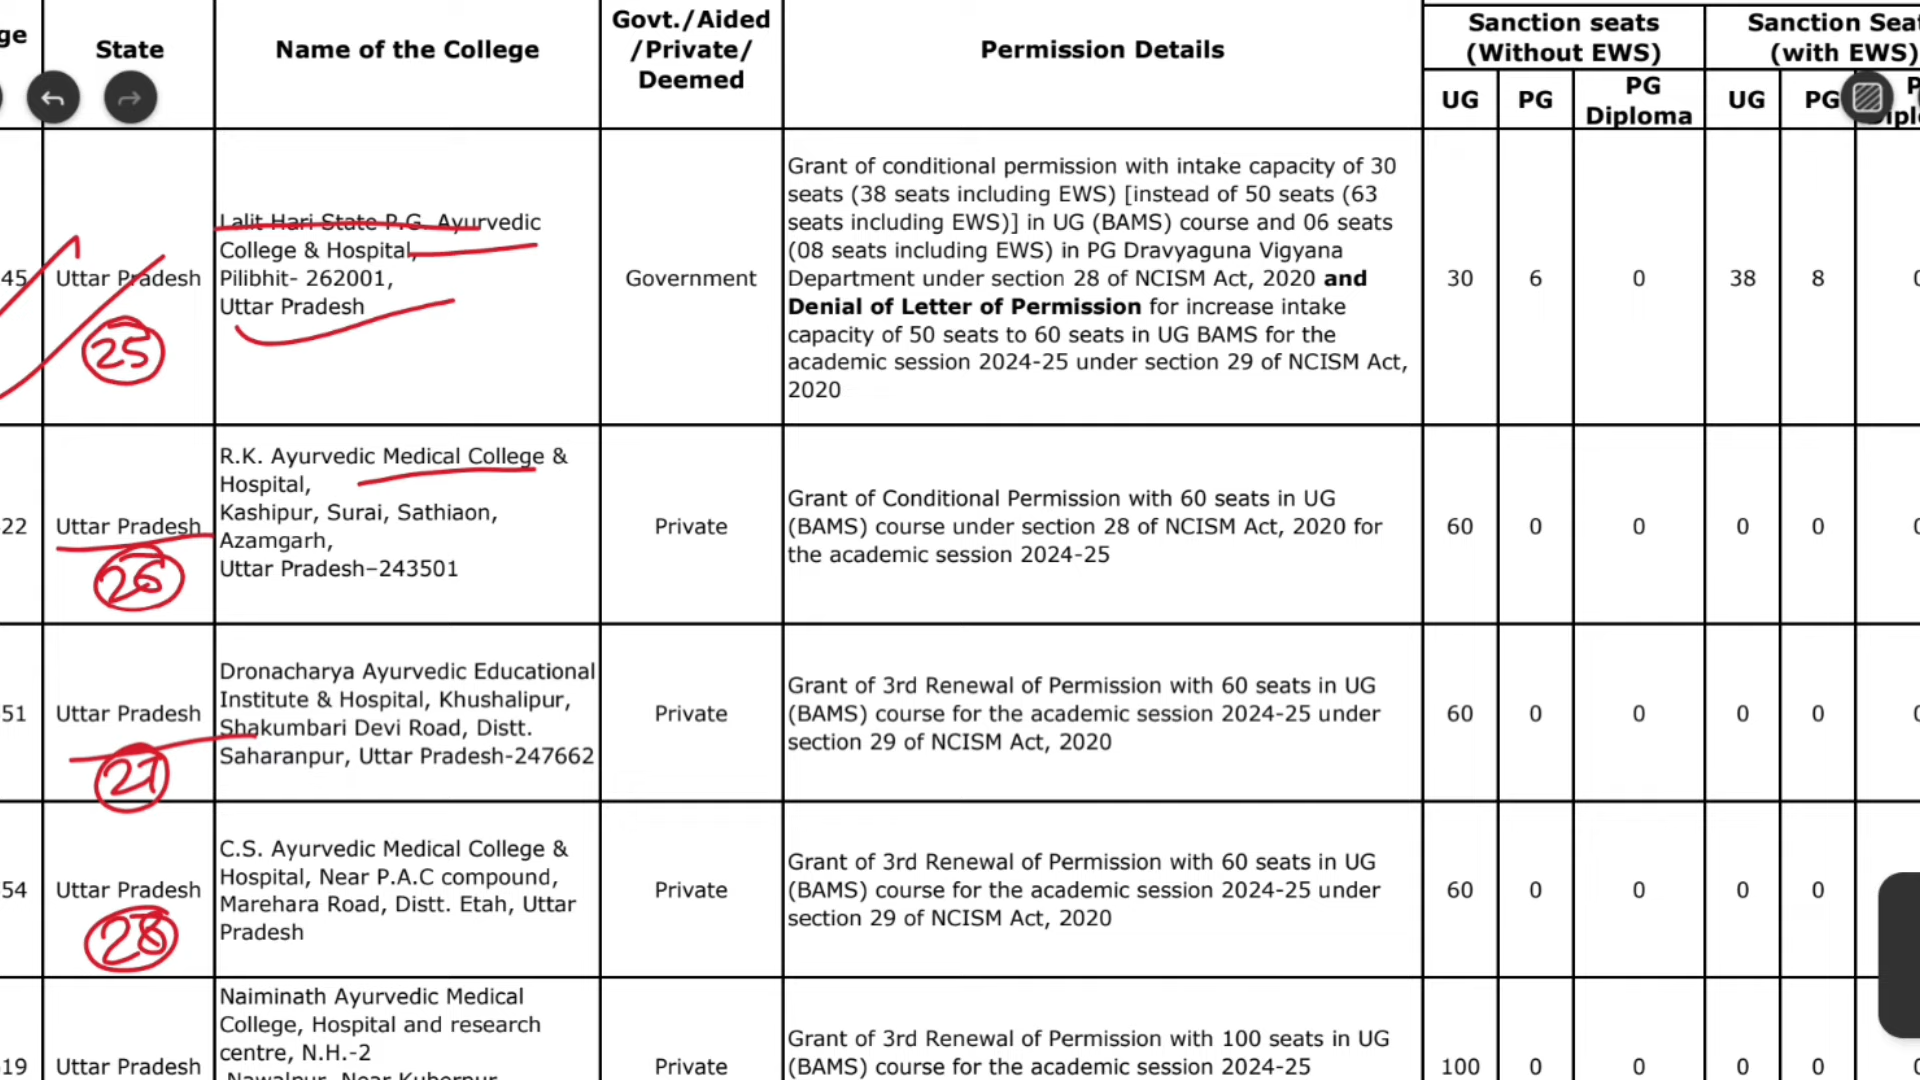 ge
State
Name of the College
Govt./Aided
/Private/
Deemed
Permission Details
Sanction seats
(Without EWS)
Sanction Seat
(with EWS)
UG
PG
PG
Diploma
UG
PG
45
Uttar Pradesh
25
Lalit Hari State P.G. Ayurvedic
College & Hospital,
Pilibhit- 262001,
Uttar Pradesh
Government
Grant of conditional permission with intake capacity of 30
seats (38 seats including EWS) [instead of 50 seats (63
seats including EWS)] in UG (BAMS) course and 06 seats
(08 seats including EWS) in PG Dravyaguna Vigyana
Department under section 28 of NCISM Act, 2020 and
Denial of Letter of Permission for increase intake
capacity of 50 seats to 60 seats in UG BAMS for the
academic session 2024-25 under section 29 of NCISM Act,
2020
30
6
0
38
8
0
22
Uttar Pradesh
26
R.K. Ayurvedic Medical College &
Hospital,
Kashipur, Surai, Sathiaon,
Azamgarh,
Uttar Pradesh–243501
Private
Grant of Conditional Permission with 60 seats in UG
(BAMS) course under section 28 of NCISM Act, 2020 for
the academic session 2024-25
60
0
0
0
0
0
51
Uttar Pradesh
27
Dronacharya Ayurvedic Educational
Institute & Hospital, Khushalipur,
Shakumbari Devi Road, Distt.
Saharanpur, Uttar Pradesh-247662
Private
Grant of 3rd Renewal of Permission with 60 seats in UG
(BAMS) course for the academic session 2024-25 under
section 29 of NCISM Act, 2020
60
0
0
0
0
0
54
Uttar Pradesh
28
C.S. Ayurvedic Medical College &
Hospital, Near P.A.C compound,
Marehara Road, Distt. Etah, Uttar
Pradesh
Private
Grant of 3rd Renewal of Permission with 60 seats in UG
(BAMS) course for the academic session 2024-25 under
section 29 of NCISM Act, 2020
60
0
0
0
0
0
19
Uttar Pradesh
Naiminath Ayurvedic Medical
College, Hospital and research
centre, N.H.-2
Nawalpur, Near Kuberpur
Private
Grant of 3rd Renewal of Permission with 100 seats in UG
(BAMS) course for the academic session 2024-25
100
0
0
0
0
0